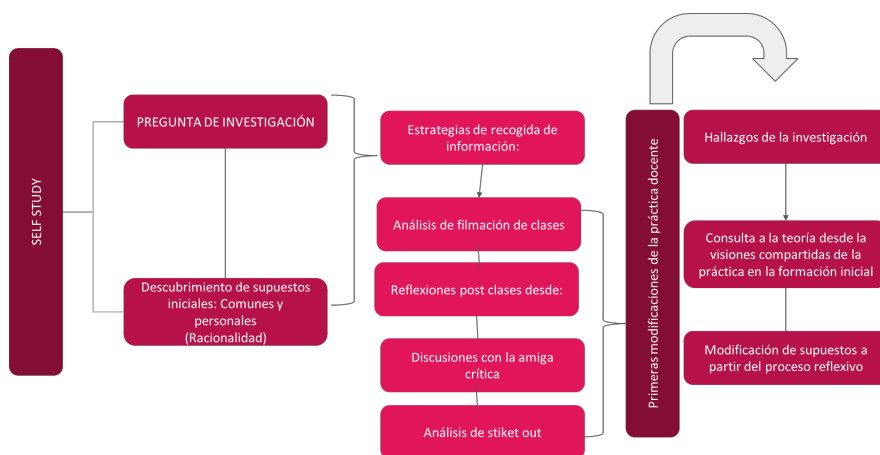 SELF STUDY
PREGUNTA DE INVESTIGACIÓN
Descubrimiento de supuestos
iniciales: Comunes y
personales
(Racionalidad)
Estrategias de recogida de
información:
Análisis de filmación de clases
Reflexiones post clases desde:
Discusiones con la amiga
crítica
Análisis de stiket out
Primeras modificaciones de la práctica docente
Hallazgos de la investigación
Consulta a la teoría desde la
visiones compartidas de la
práctica en la formación inicial
Modificación de supuestos a
partir del proceso reflexivo